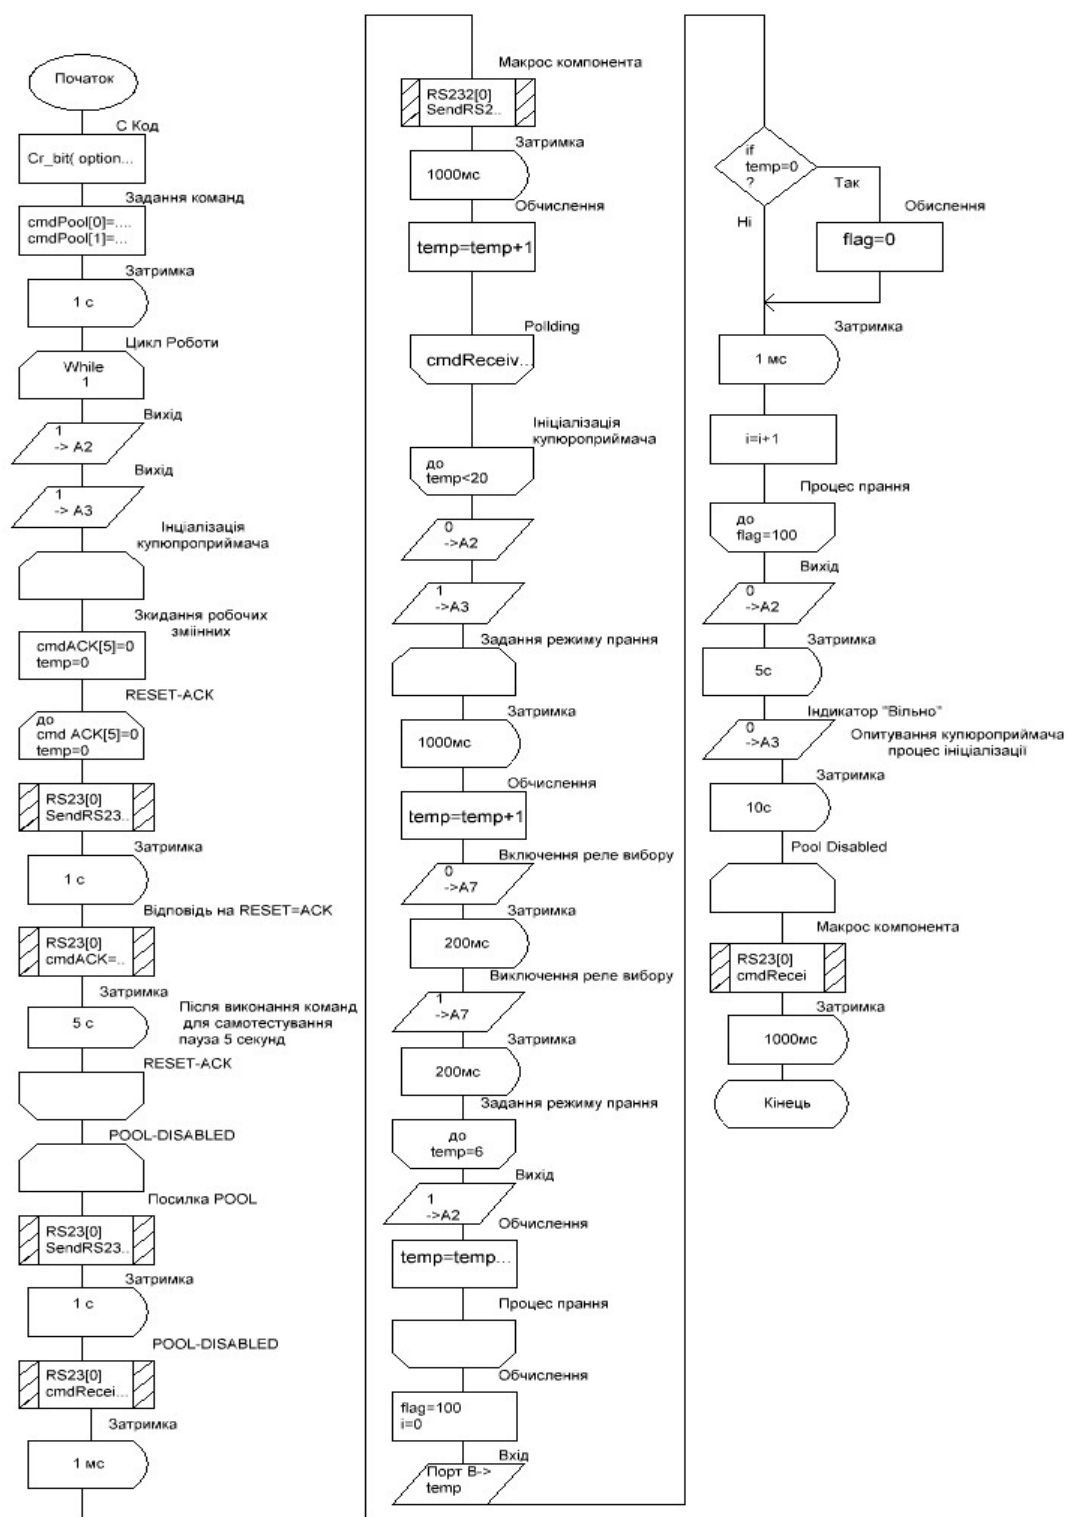 Початок
С Код
Cr_bit( option...
Задання команд
cmdPool[0]=....
cmdPool[1]=...
Затримка
1 с
Цикл Роботи
While
1
Вихід
1
-> A2
Вихід
1
-> A3
Інціалізація
купюпроприймача
Зкидання робочих
зміінних
cmdACK[5]=0
temp=0
RESET-ACK
до
cmd ACK[5]=0
temp=0
RS23[0]
SendRS23..
Затримка
1 с
Відповідь на RESET=ACK
RS23[0]
cmdACK=..
Затримка
5 с
Після виконання команд
для самотестування
пауза 5 секунд
RESET-ACK
POOL-DISABLED
Посилка POOL
RS23[0]
SendRS23..
Затримка
1 с
POOL-DISABLED
RS23[0]
cmdRecei...
Затримка
1 мс
Макрос компонента
RS232[0]
SendRS2..
Затримка
1000мс
Обчислення
temp=temp+1
Pollding
cmdReceiv...
Ініціалізація
купюроприймача
до
temp<20
0
->A2
1
->A3
Задання режиму прання
Затримка
1000мс
Обчислення
temp=temp+1
Включення реле вибору
0
->A7
Затримка
200мс
Виключення реле вибору
1
->A7
Затримка
200мс
Задання режиму прання
до
temp=6
Вихід
1
->A2
Обчислення
temp=temp...
Процес прання
Обчислення
flag=100
i=0
Вхід
Порт В->
temp
if
temp=0
?
Так
Ні
Обислення
flag=0
Затримка
1 мс
i=i+1
Процес прання
до
flag=100
Вихід
0
->A2
Затримка
5с
Індикатор "Вільно"
0
->A3
Опитування купюроприймача
процес ініціалізації
Затримка
10с
Pool Disabled
Макрос компонента
RS23[0]
cmdRecei
Затримка
1000мс
Кінець